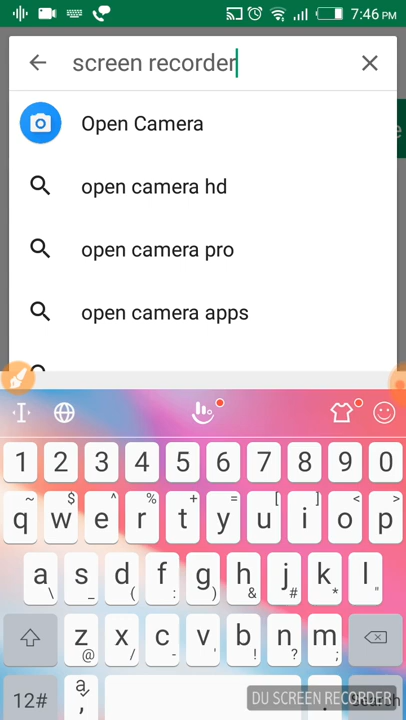 7:46 PM
screen recorder
Open Camera
open camera hd
open camera pro
open camera apps
1 2 3 4 5 6 7 8 9 0
~ $ ^ % + = [ ] < >
q w e r t y u i o p
a s d f g h j k l
\ _ ( : ) & # * "
z x c v b n m
@ / - ' ! ? ;
12# a , .
DU SCREEN RECORDER